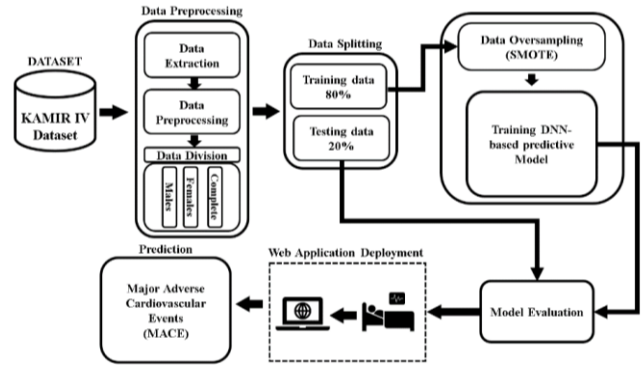 Data Preprocessing
Data
Extraction
Data
Preprocessing
Data Division
Males
Females
Complete
DATASET
KAMIR IV
Dataset
Data Splitting
Training data
80%
Testing data
20%
Data Oversampling
(SMOTE)
Training DNN-
based predictive
Model
Prediction
Major Adverse
Cardiovascular
Events
(MACE)
Web Application Deployment
Model Evaluation